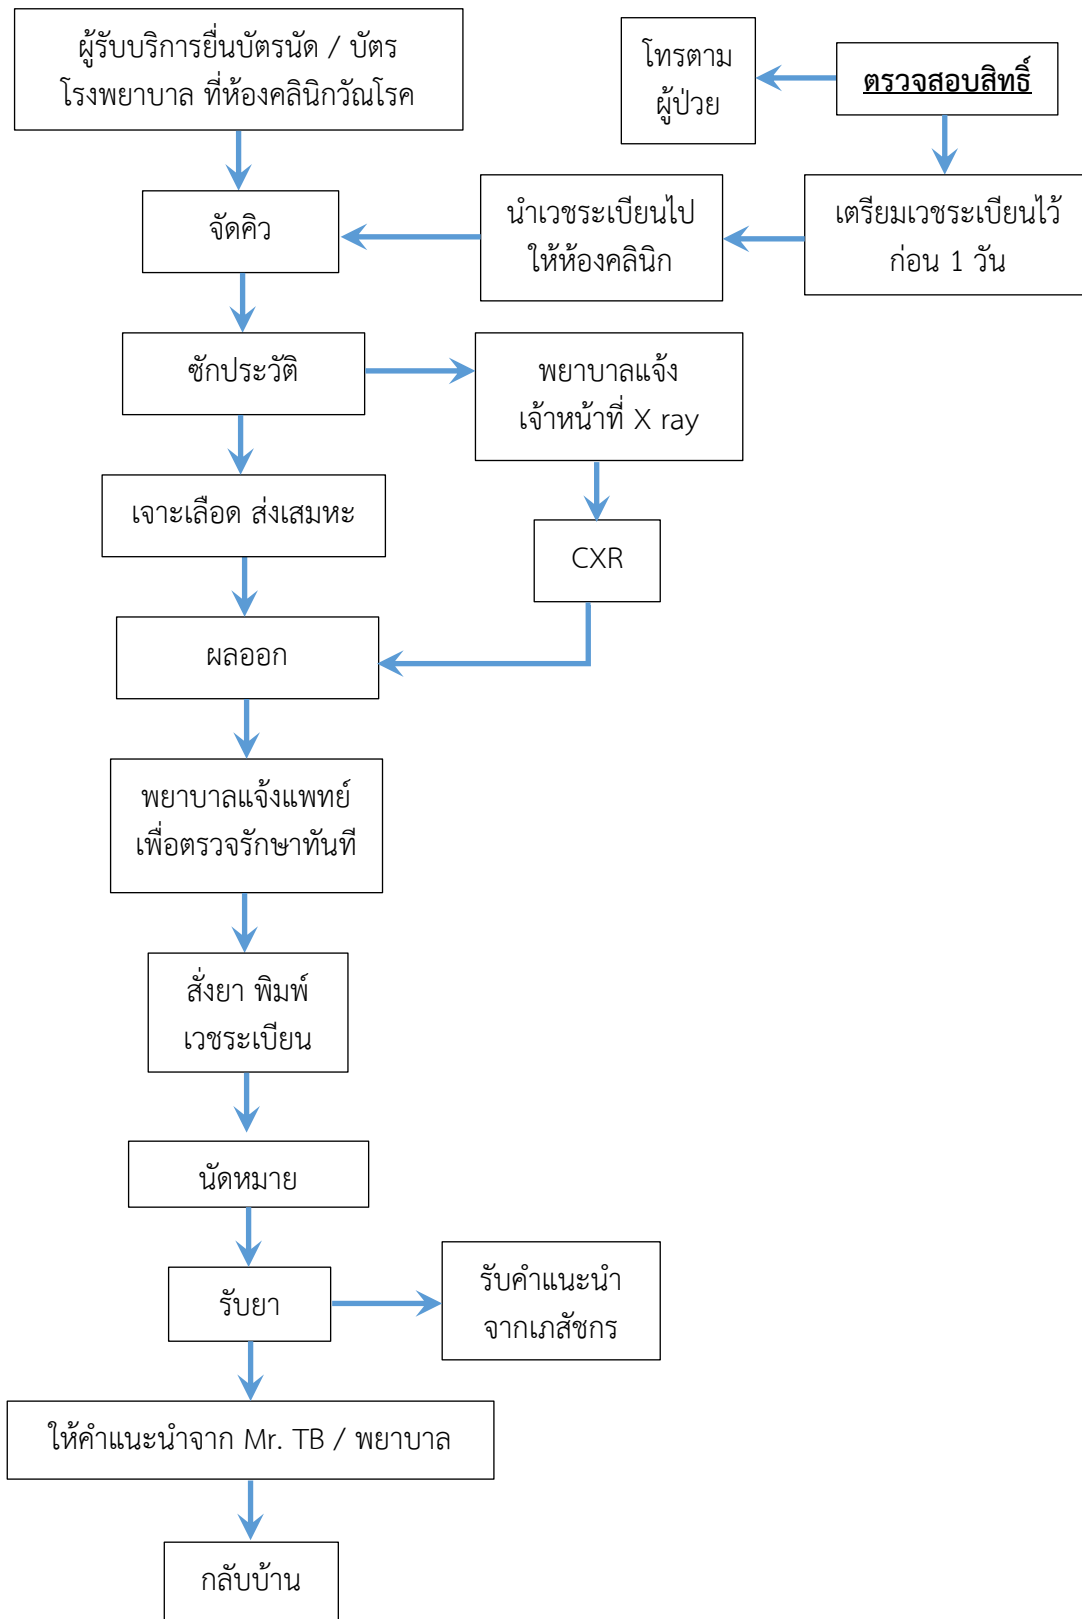 ผู้รับบริการยื่นบัตรนัด / บัตร
โรงพยาบาล ที่ห้องคลินิกวัณโรค
โทรตาม
ผู้ป่วย
ตรวจสอบสิทธิ์
จัดคิว
นำเวชระเบียนไป
ให้ห้องคลินิก
เตรียมเวชระเบียนไว้
ก่อน 1 วัน
ซักประวัติ
พยาบาลแจ้ง
เจ้าหน้าที่ X ray
เจาะเลือด ส่งเสมหะ
CXR
ผลออก
พยาบาลแจ้งแพทย์
เพื่อตรวจรักษาทันที
สั่งยา พิมพ์
เวชระเบียน
นัดหมาย
รับยา
รับคำแนะนำ
จากเภสัชกร
ให้คำแนะนำจาก Mr. TB / พยาบาล
กลับบ้าน